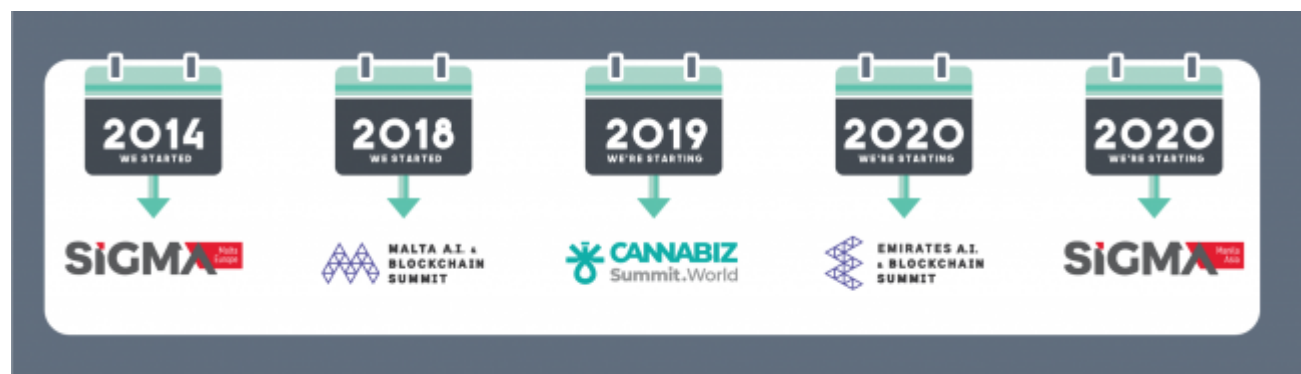 2014
WE STARTED
SiGMA Malta
Europe
2018
WE STARTED
MALTA A.I. &
BLOCKCHAIN
SUMMIT
2019
WE'RE STARTING
CANNABIZ
Summit.World
2020
WE'RE STARTING
EMIRATES A.I.
& BLOCKCHAIN
SUMMIT
2020
WE'RE STARTING
SiGMA Manila
Asia